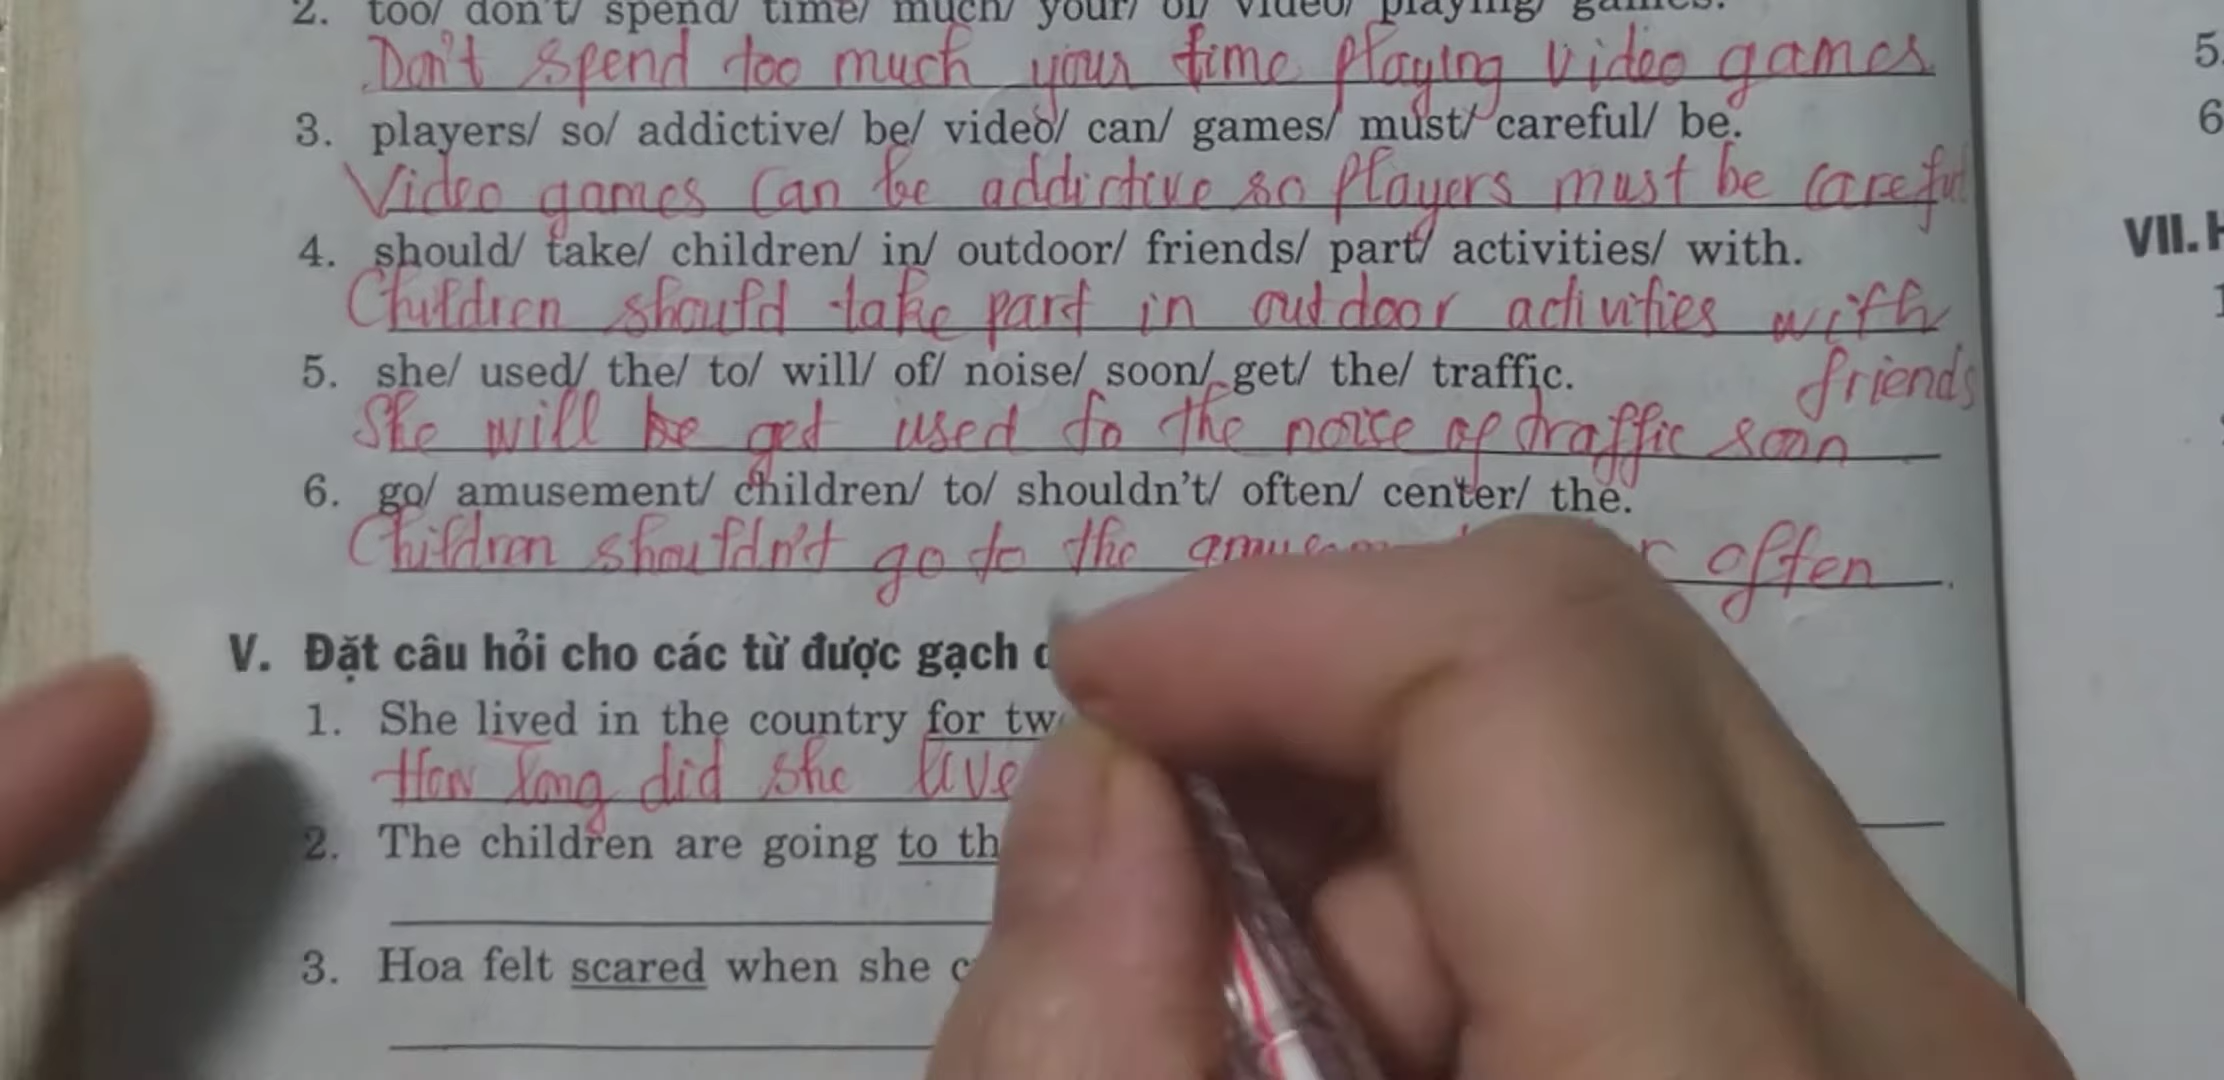 2. too/ don't/ spend/ time/ much/ your/ of/ video/ playing/ games.
Don't spend too much your time playing video games
3. players/ so/ addictive/ be/ video/ can/ games/ must/ careful/ be.
Video games can be addictive so players must be careful
4. should/ take/ children/ in/ outdoor/ friends/ part/ activities/ with.
Children should take part in outdoor activities with
friends
5. she/ used/ the/ to/ will/ of/ noise/ soon/ get/ the/ traffic.
She will be get used to the noise of traffic soon
6. go/ amusement/ children/ to/ shouldn't/ often/ center/ the.
Children shouldn't go to the often
V. Đặt câu hỏi cho các từ được gạch
1. She lived in the country for
How long did she live
2. The children are going to
3. Hoa felt scared when she
5.
6
VII.